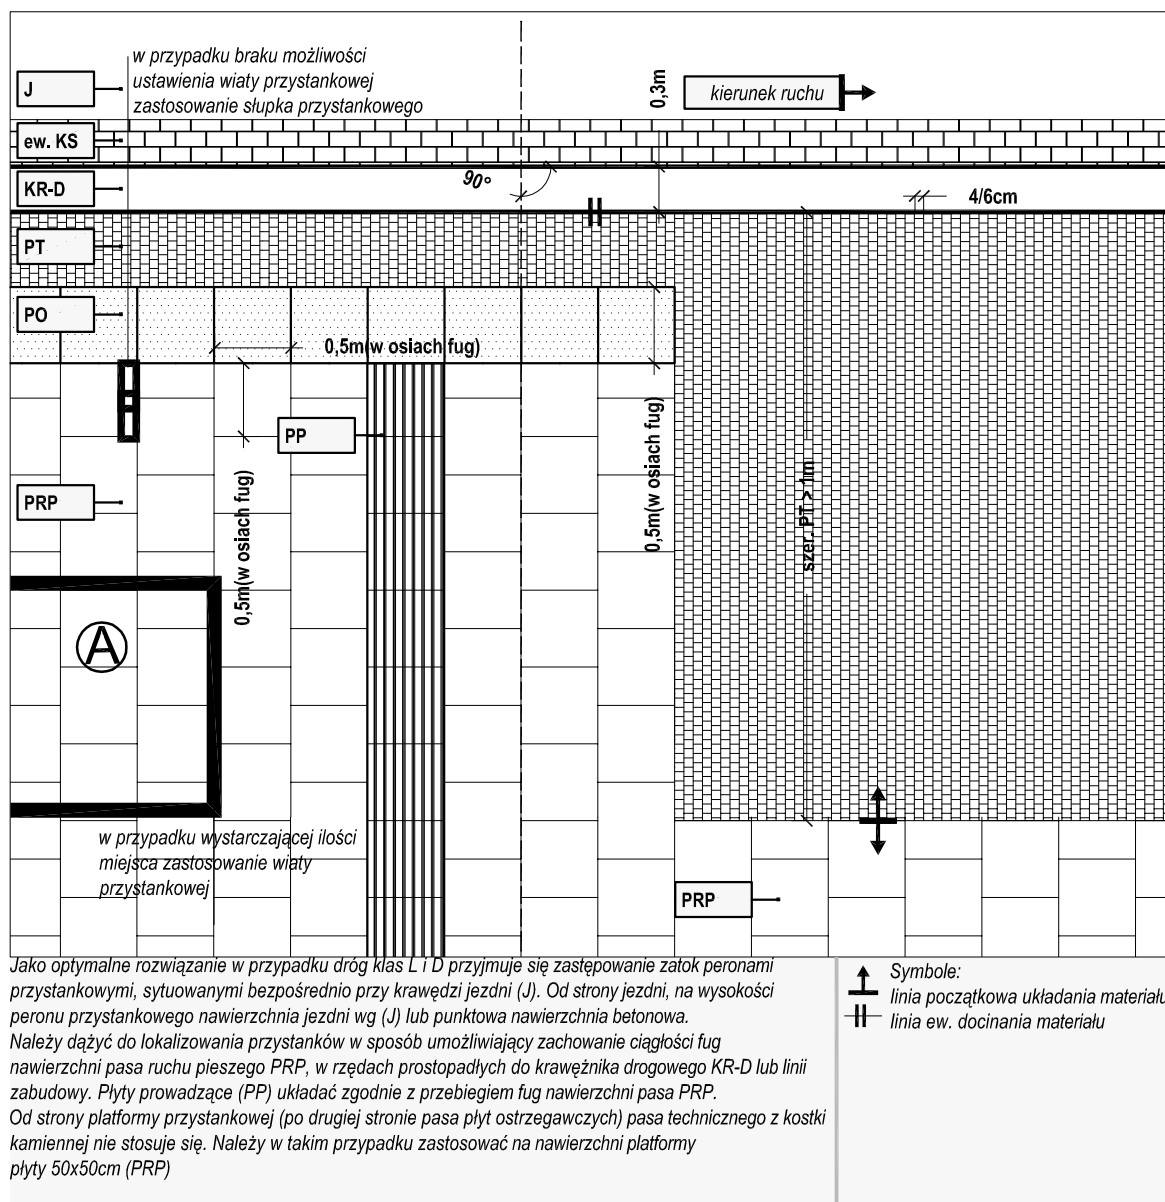 w przypadku braku możliwości
ustawienia wiaty przystankowej
zastosowanie słupka przystankowego
J
0,3m
kierunek ruchu
ew. KS
90°
KR-D
4/6cm
PT
PO
0,5m(w osiach fug)
PP
0,5m(w osiach fug)
0,5m(w osiach fug)
szer. PT > 1m
PRP
A
w przypadku wystarczającej ilości
miejsca zastosowanie wiaty
przystankowej
PRP
Jako optymalne rozwiązanie w przypadku dróg klas L i D przyjmuje się zastępowanie zatok peronami
przystankowymi, sytuowanymi bezpośrednio przy krawędzi jezdni (J). Od strony jezdni, na wysokości
peronu przystankowego nawierzchnia jezdni wg (J) lub punktowa nawierzchnia betonowa.
Należy dążyć do lokalizowania przystanków w sposób umożliwiający zachowanie ciągłości fug
nawierzchni pasa ruchu pieszego PRP, w rzędach prostopadłych do krawężnika drogowego KR-D lub linii
zabudowy. Płyty prowadzące (PP) układać zgodnie z przebiegiem fug nawierzchni pasa PRP.
Od strony platformy przystankowej (po drugiej stronie pasa płyt ostrzegawczych) pasa technicznego z kostki
kamiennej nie stosuje się. Należy w takim przypadku zastosować na nawierzchni platformy
płyty 50x50cm (PRP)
Symbole:
linia początkowa układania materiału
linia ew. docinania materiału